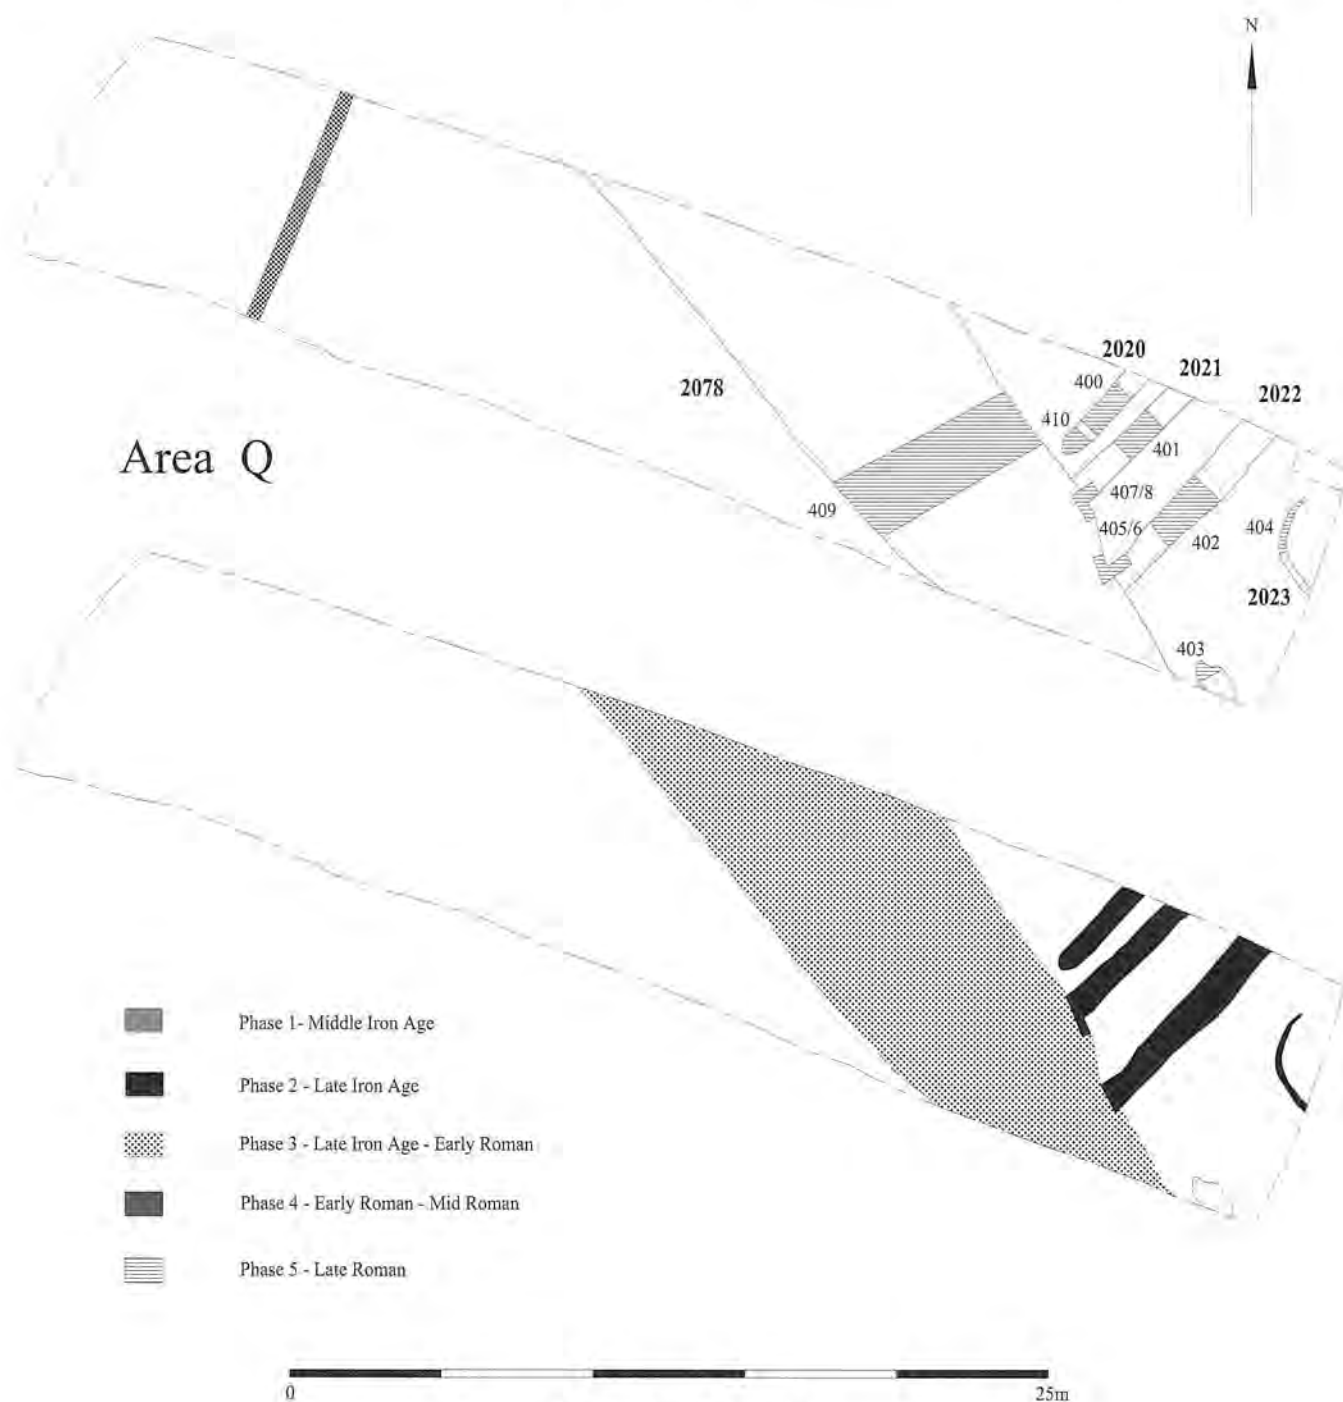 N
2020
2021
400
2022
2078
410
401
Area Q
407/8
409
405/6
402
404
2023
403
Phase 1- Middle Iron Age
Phase 2 - Late Iron Age
Phase 3 - Late Iron Age - Early Roman
Phase 4 - Early Roman - Mid Roman
Phase 5 - Late Roman
0
25m